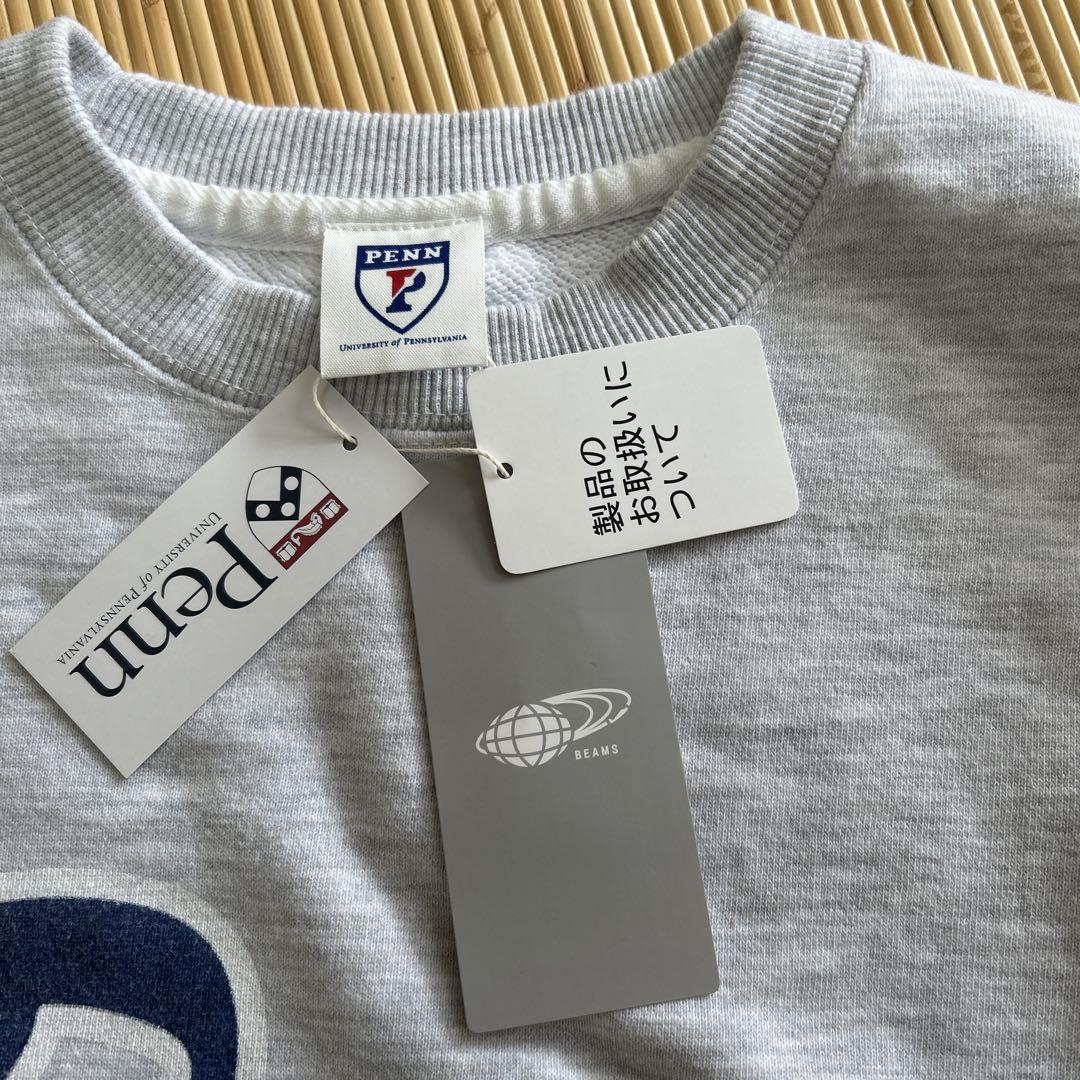 PENN
P
UNIVERSITY of PENNSYLVANIA
Penn
UNIVERSITY of PENNSYLVANIA
製品の
お取扱いに
ついて
BEAMS